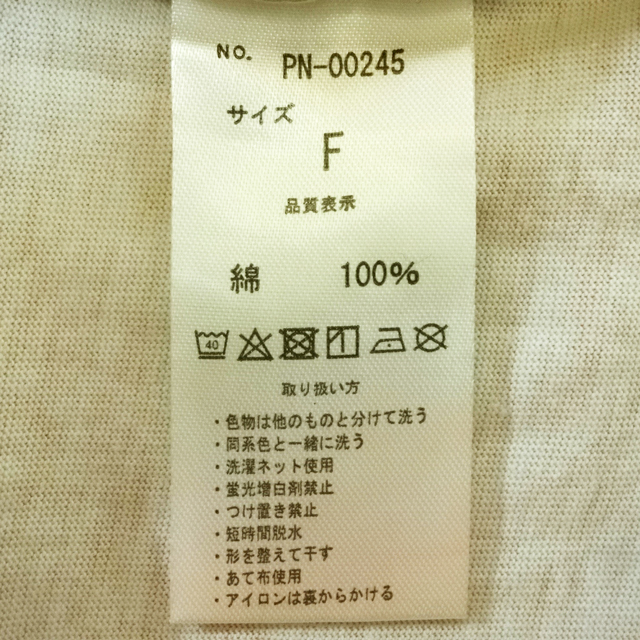 NO. PN-00245
サイズ
F
品質表示
綿 100%
40
取り扱い方
・色物は他のものと分けて洗う
・同系色と一緒に洗う
・洗濯ネット使用
・蛍光増白剤禁止
・つけ置き禁止
・短時間脱水
・形を整えて干す
・あて布使用
・アイロンは裏からかける